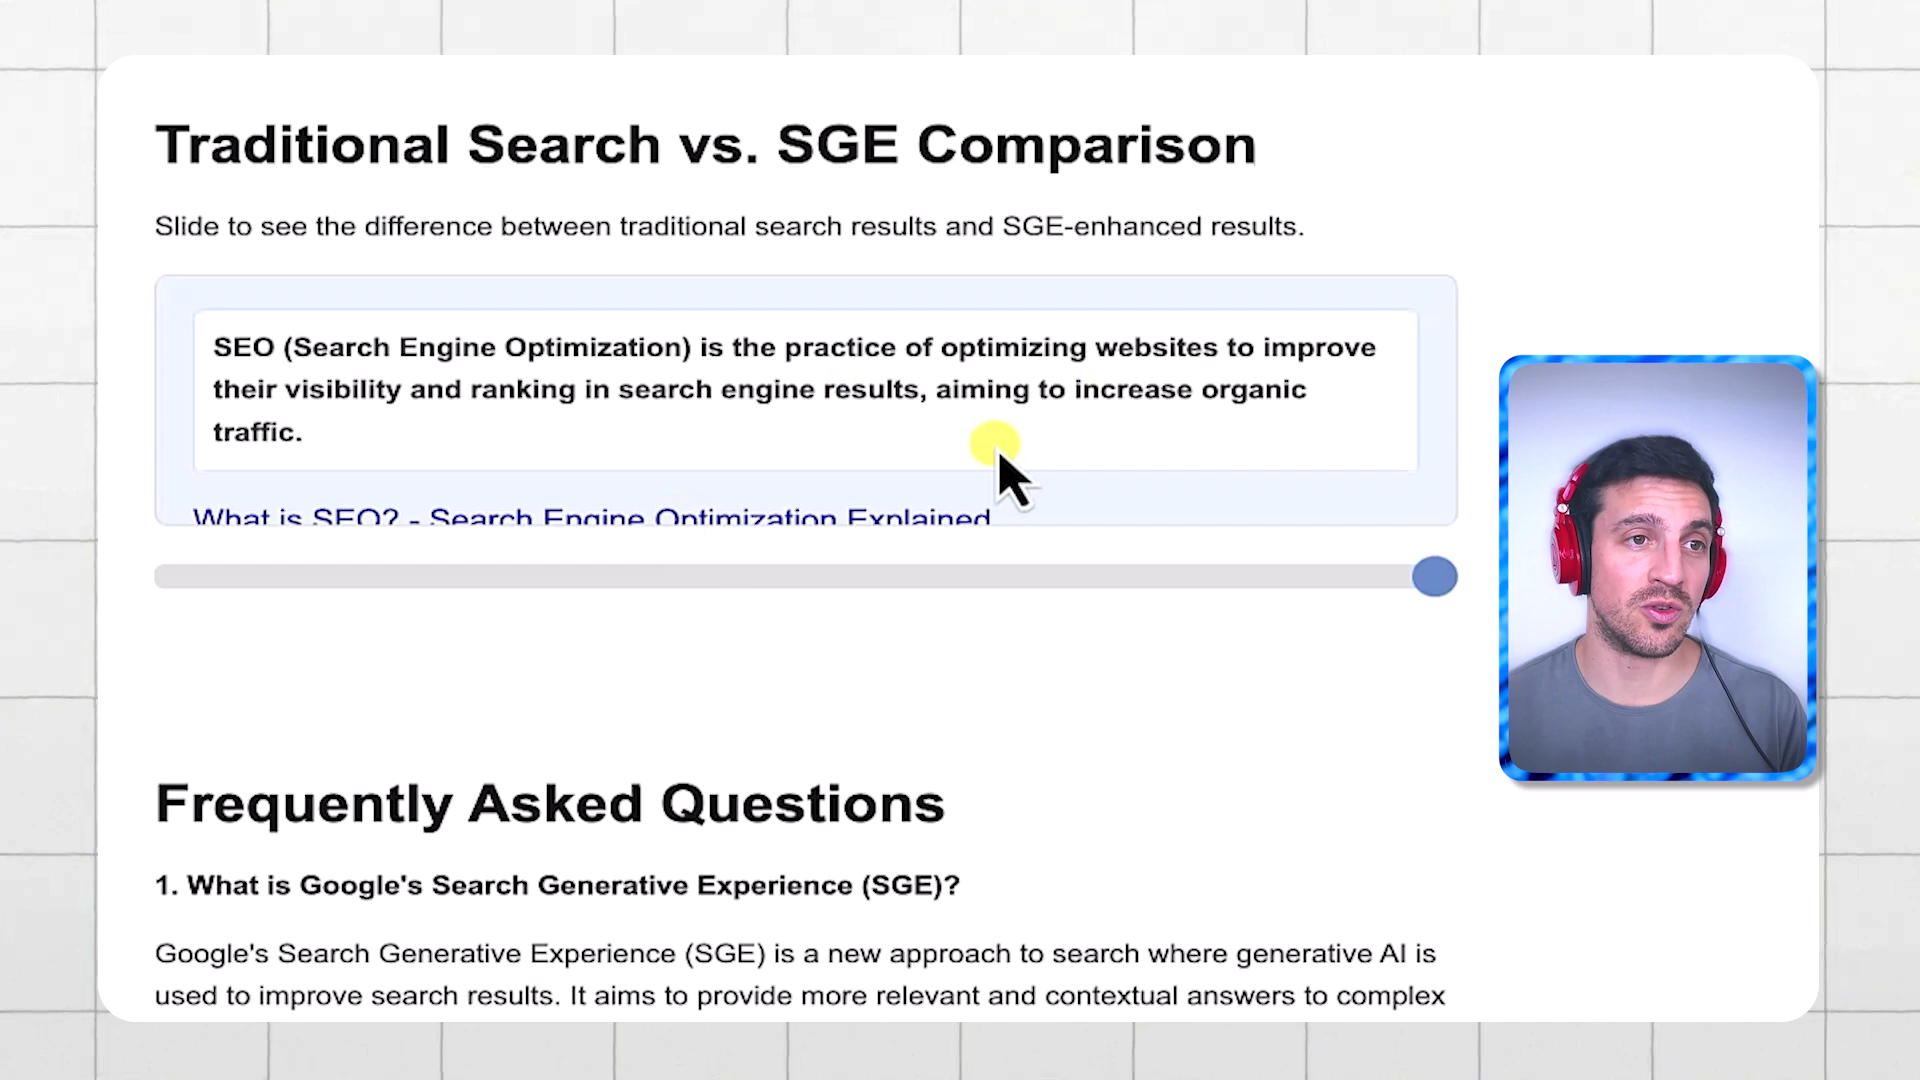 Traditional Search vs. SGE Comparison
Slide to see the difference between traditional search results and SGE-enhanced results.
SEO (Search Engine Optimization) is the practice of optimizing websites to improve
their visibility and ranking in search engine results, aiming to increase organic
traffic.
What is SEO? - Search Engine Optimization Explained
Frequently Asked Questions
1. What is Google's Search Generative Experience (SGE)?
Google's Search Generative Experience (SGE) is a new approach to search where generative AI is
used to improve search results. It aims to provide more relevant and contextual answers to complex